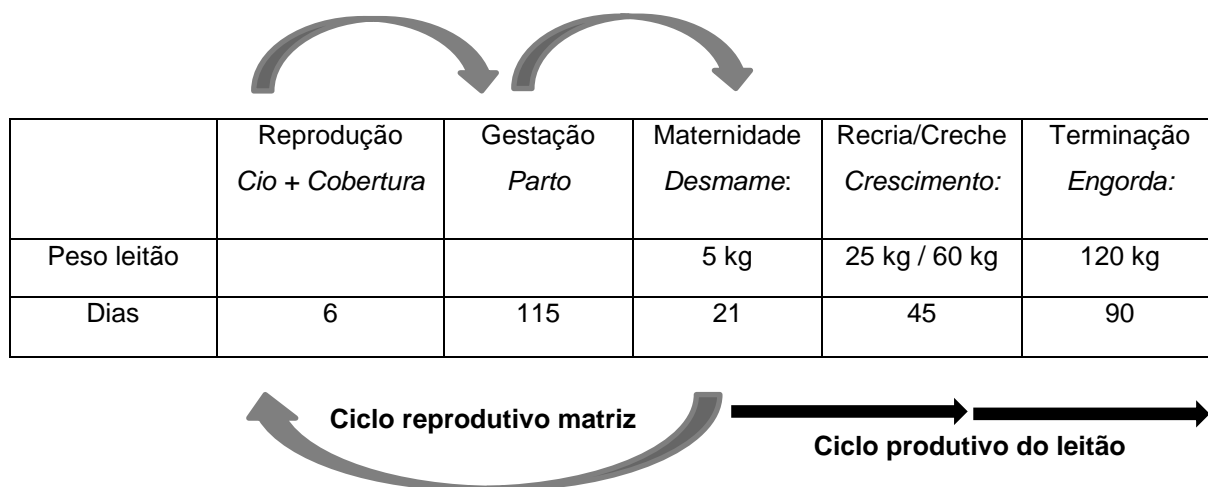 Reprodução Gestação Maternidade Recria/Creche Terminação
Cio + Cobertura Parto Desmame: Crescimento: Engorda:
Peso leitão 5 kg 25 kg / 60 kg 120 kg
Dias 6 115 21 45 90
Ciclo reprodutivo matriz
Ciclo produtivo do leitão